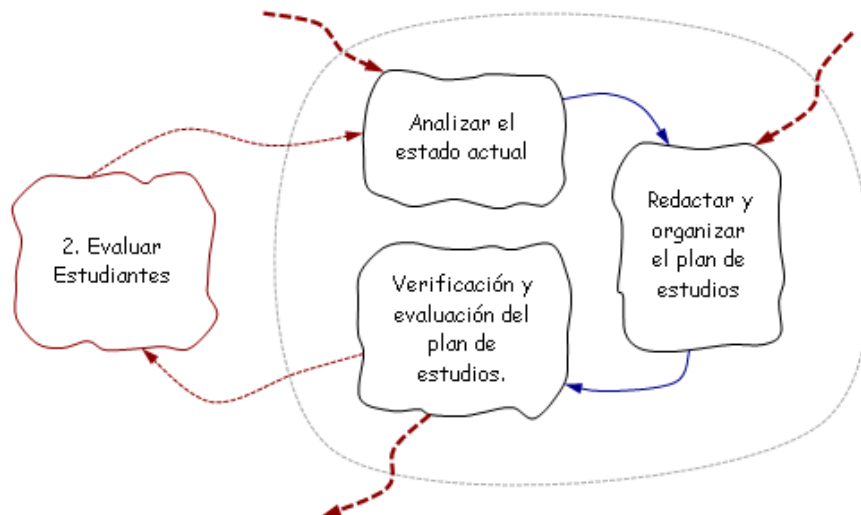 Analizar el
estado actual
Redactar y
organizar
el plan de
estudios
2. Evaluar
Estudiantes
Verificación y
evaluación del
plan de
estudios.